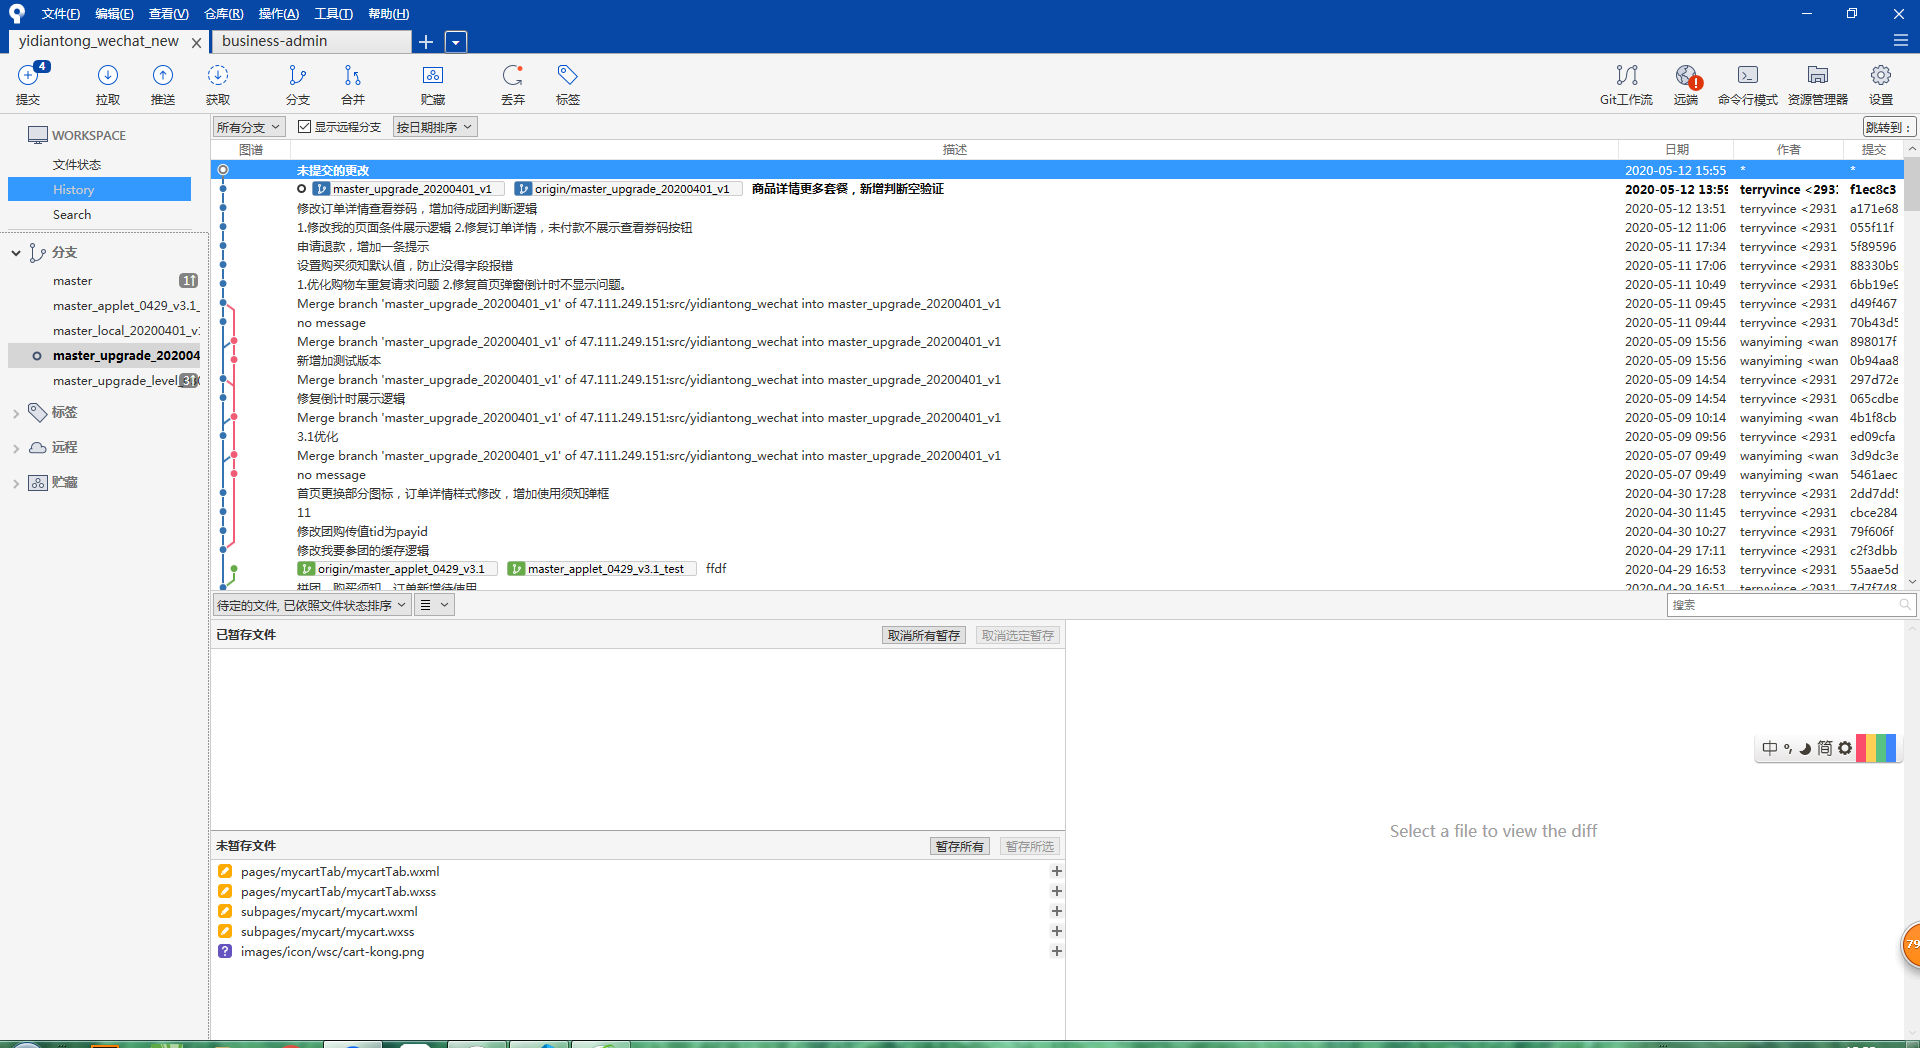 文件(F) 编辑(E) 查看(V) 仓库(R) 操作(A) 工具(T) 帮助(H)
yidiantong_wechat_new business-admin
4
提交 拉取 推送 获取 分支 合并 贮藏 丢弃 标签 Git工作流 远端 命令行模式 资源管理器 设置
WORKSPACE
文件状态
History
Search
分支
master 1↑
master_applet_0429_v3.1_
master_local_20200401_v
master_upgrade_202004
master_upgrade_level
标签
远程
贮藏
所有分支 显示远程分支 按日期排序 跳转到：
图谱 描述 日期 作者 提交
未提交的更改 2020-05-12 15:55 * *
master_upgrade_20200401_v1 origin/master_upgrade_20200401_v1 商品详情更多套餐，新增判断空验证 2020-05-12 13:59 terryvince <2931 f1ec8c3
修改订单详情查看券码，增加待成团判断逻辑 2020-05-12 13:51 terryvince <2931 a171e68
1.修改我的页面条件展示逻辑 2.修复订单详情，未付款不展示查看券码按钮 2020-05-12 11:06 terryvince <2931 055f11f
申请退款，增加一条提示 2020-05-11 17:34 terryvince <2931 5f89596
设置购买须知默认值，防止没得字段报错 2020-05-11 17:06 terryvince <2931 88330b9
1.优化购物车重复请求问题 2.修复首页弹窗倒计时不显示问题。 2020-05-11 10:49 terryvince <2931 6bb19e9
Merge branch 'master_upgrade_20200401_v1' of 47.111.249.151:src/yidiantong_wechat into master_upgrade_20200401_v1 2020-05-11 09:45 terryvince <2931 d49f467
no message 2020-05-11 09:44 terryvince <2931 70b43d5
Merge branch 'master_upgrade_20200401_v1' of 47.111.249.151:src/yidiantong_wechat into master_upgrade_20200401_v1 2020-05-09 15:56 wanyiming <wan 898017f
新增加测试版本 2020-05-09 15:56 wanyiming <wan 0b94aa8
Merge branch 'master_upgrade_20200401_v1' of 47.111.249.151:src/yidiantong_wechat into master_upgrade_20200401_v1 2020-05-09 14:54 terryvince <2931 297d72e
修复倒计时展示逻辑 2020-05-09 14:54 terryvince <2931 065cdbe
Merge branch 'master_upgrade_20200401_v1' of 47.111.249.151:src/yidiantong_wechat into master_upgrade_20200401_v1 2020-05-09 10:14 wanyiming <wan 4b1f8cb
3.1优化 2020-05-09 09:56 terryvince <2931 ed09cfa
Merge branch 'master_upgrade_20200401_v1' of 47.111.249.151:src/yidiantong_wechat into master_upgrade_20200401_v1 2020-05-07 09:49 wanyiming <wan 3d9dc3e
no message 2020-05-07 09:49 wanyiming <wan 5461aec
首页更换部分图标，订单详情样式修改，增加使用须知弹框 2020-04-30 17:28 terryvince <2931 2dd7dd5
11 2020-04-30 11:45 terryvince <2931 cbce284
修改团购传值tid为payid 2020-04-30 10:27 terryvince <2931 79f606f
修改我要参团的缓存逻辑 2020-04-29 17:11 terryvince <2931 c2f3dbb
origin/master_applet_0429_v3.1 master_applet_0429_v3.1_test ffdf 2020-04-29 16:53 terryvince <2931 55aae5d
拼团，购买须知，订单新增待使用 2020-04-29 16:51 terryvince <2931 7d7f748
待定的文件, 已依照文件状态排序 搜索
已暂存文件 取消所有暂存 取消选定暂存
未暂存文件 暂存所有 暂存所选
pages/mycartTab/mycartTab.wxml
pages/mycartTab/mycartTab.wxss
subpages/mycart/mycart.wxml
subpages/mycart/mycart.wxss
images/icon/wsc/cart-kong.png
Select a file to view the diff
中 简
79